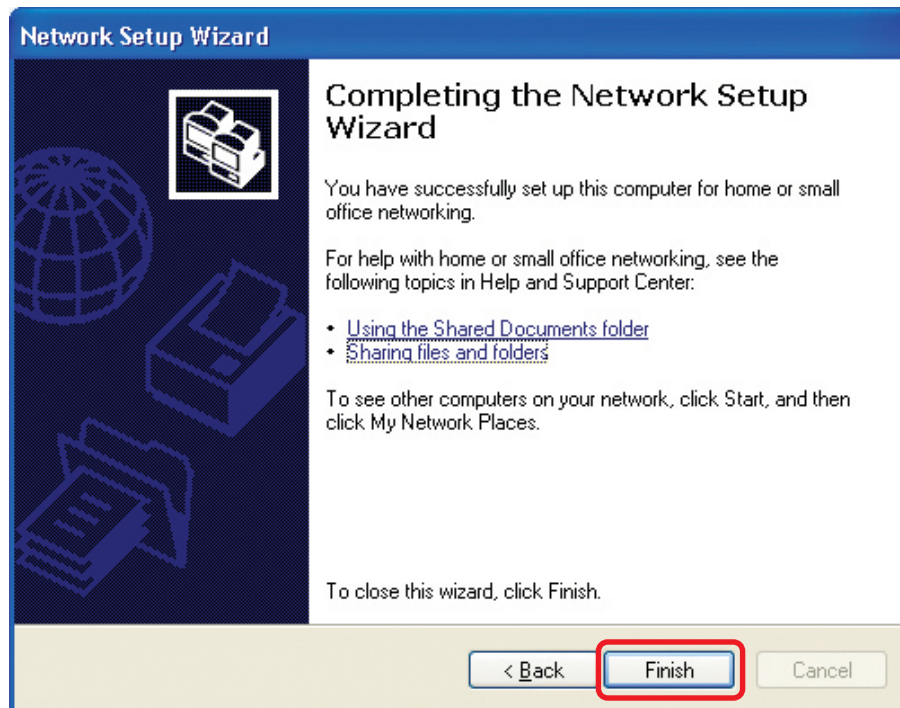 Network Setup Wizard
Completing the Network Setup
Wizard
You have successfully set up this computer for home or small
office networking.
For help with home or small office networking, see the
following topics in Help and Support Center:
• Using the Shared Documents folder
• Sharing files and folders
To see other computers on your network, click Start, and then
click My Network Places.
To close this wizard, click Finish.
< Back Finish Cancel